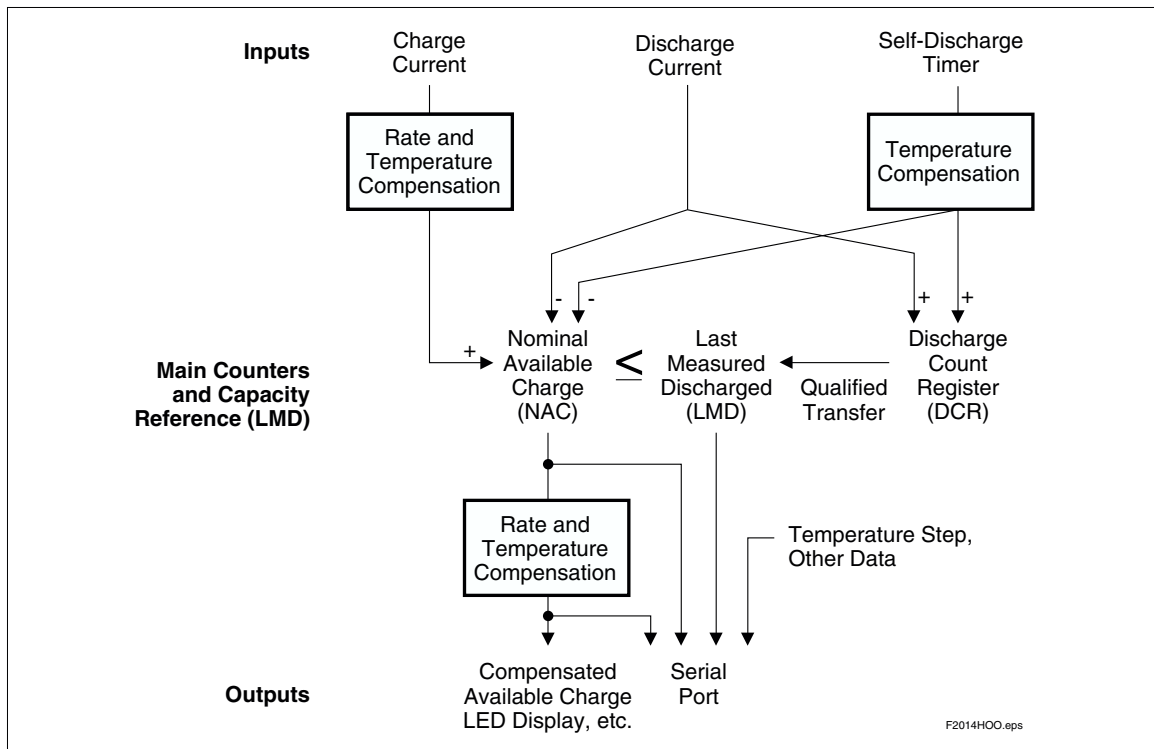 Inputs
Charge
Current
Discharge
Current
Self-Discharge
Timer
Rate and
Temperature
Compensation
Temperature
Compensation
-
-
+
+
+
Main Counters
and Capacity
Reference (LMD)
Nominal
Available
Charge
(NAC)
≤
Last
Measured
Discharged
(LMD)
Qualified
Transfer
Discharge
Count
Register
(DCR)
Rate and
Temperature
Compensation
Temperature Step,
Other Data
Outputs
Compensated
Available Charge
LED Display, etc.
Serial
Port
F2014HOO.eps